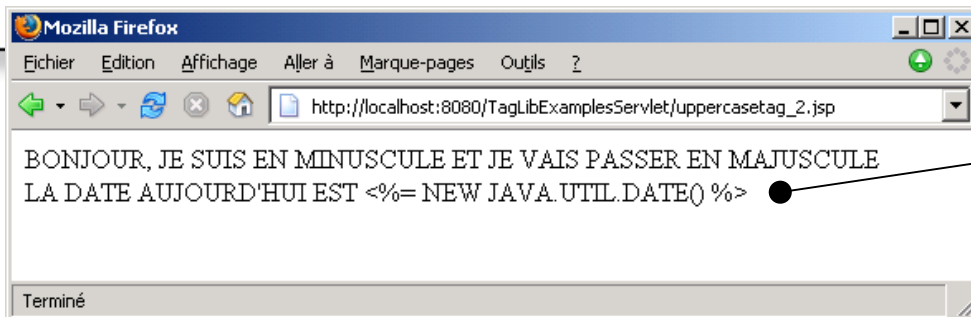 Mozilla Firefox
Fichier Edition Affichage Aller à Marque-pages Outils ?
http://localhost:8080/TagLibExamplesServlet/uppercasetag_2.jsp
BONJOUR, JE SUIS EN MINUSCULE ET JE VAIS PASSER EN MAJUSCULE
LA DATE AUJOURD'HUI EST <%= NEW JAVA.UTIL.DATE() %>
Terminé